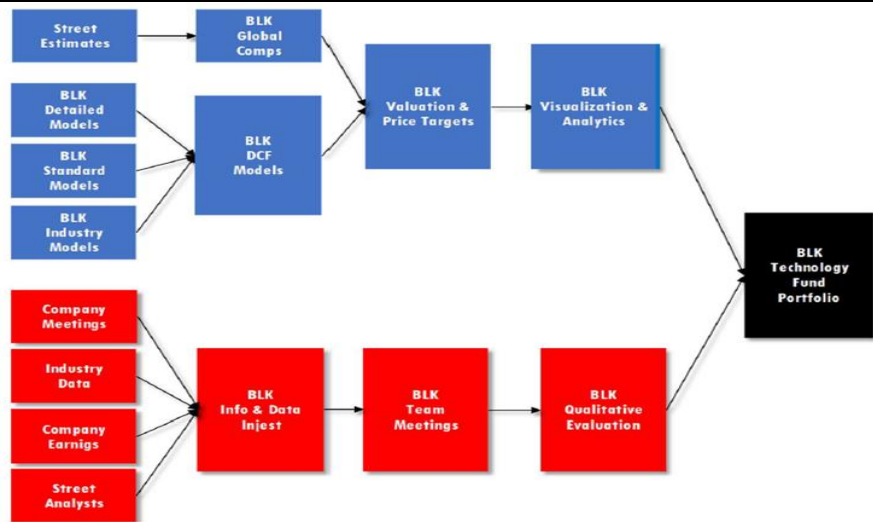 Street
Estimates
BLK
Global
Comps
BLK
Detailed
Models
BLK
Standard
Models
BLK
Industry
Models
BLK
DCF
Models
BLK
Valuation &
Price Targets
BLK
Visualization &
Analytics
BLK
Technology
Fund
Portfolio
Company
Meetings
Industry
Data
Company
Earnigs
Street
Analysts
BLK
Info & Data
Injest
BLK
Team
Meetings
BLK
Qualitative
Evaluation